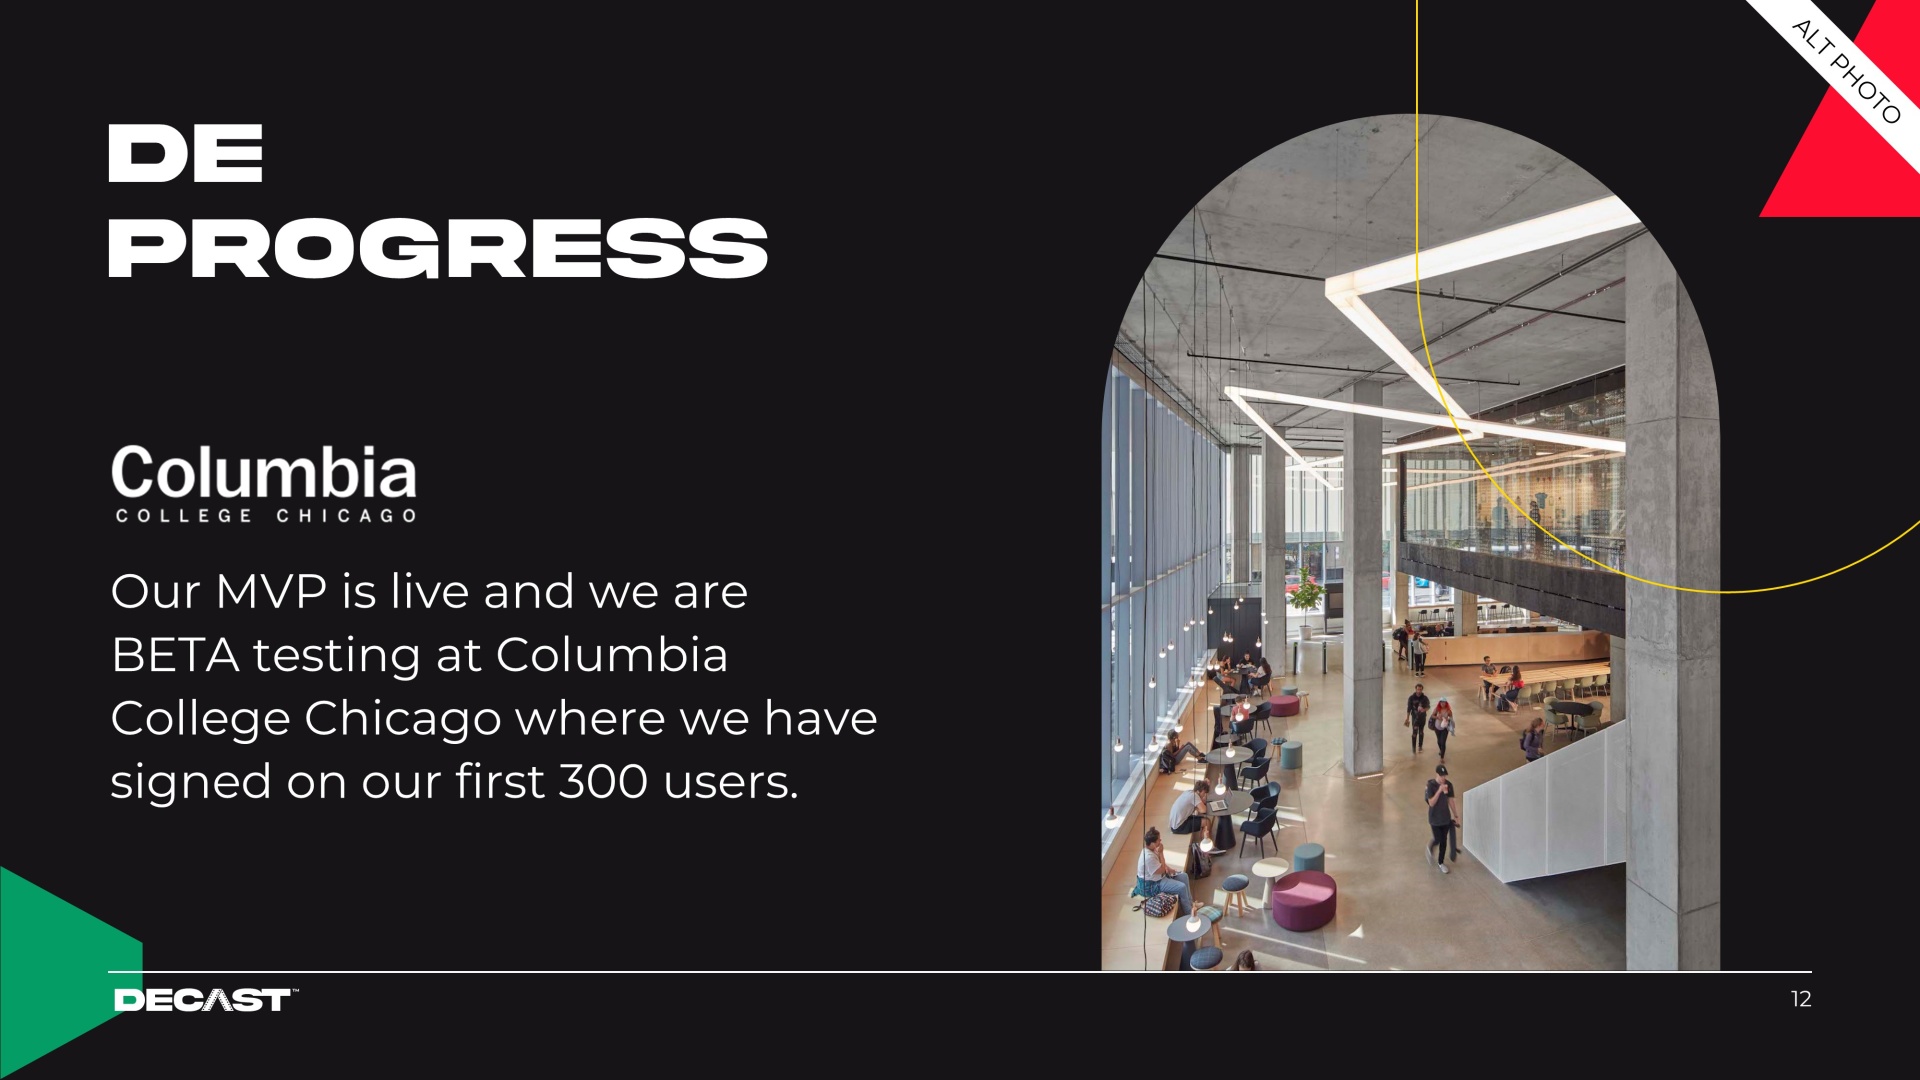 ALT PHOTO
DE
PROGRESS
Columbia
COLLEGE CHICAGO
Our MVP is live and we are
BETA testing at Columbia
College Chicago where we have
signed on our first 300 users.
DECAST™
12